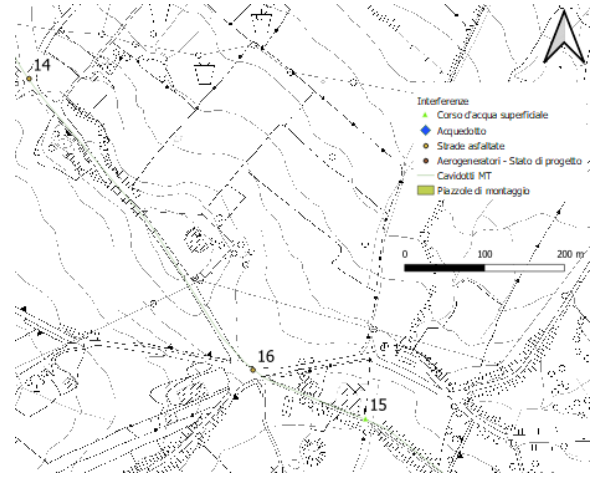 14
Interferenze
Corso d'acqua superficiale
Acquedotto
Strade asfaltate
Aerogeneratori - Stato di progetto
Cavidotti MT
Piazzole di montaggio
0 100 200 m
16
15